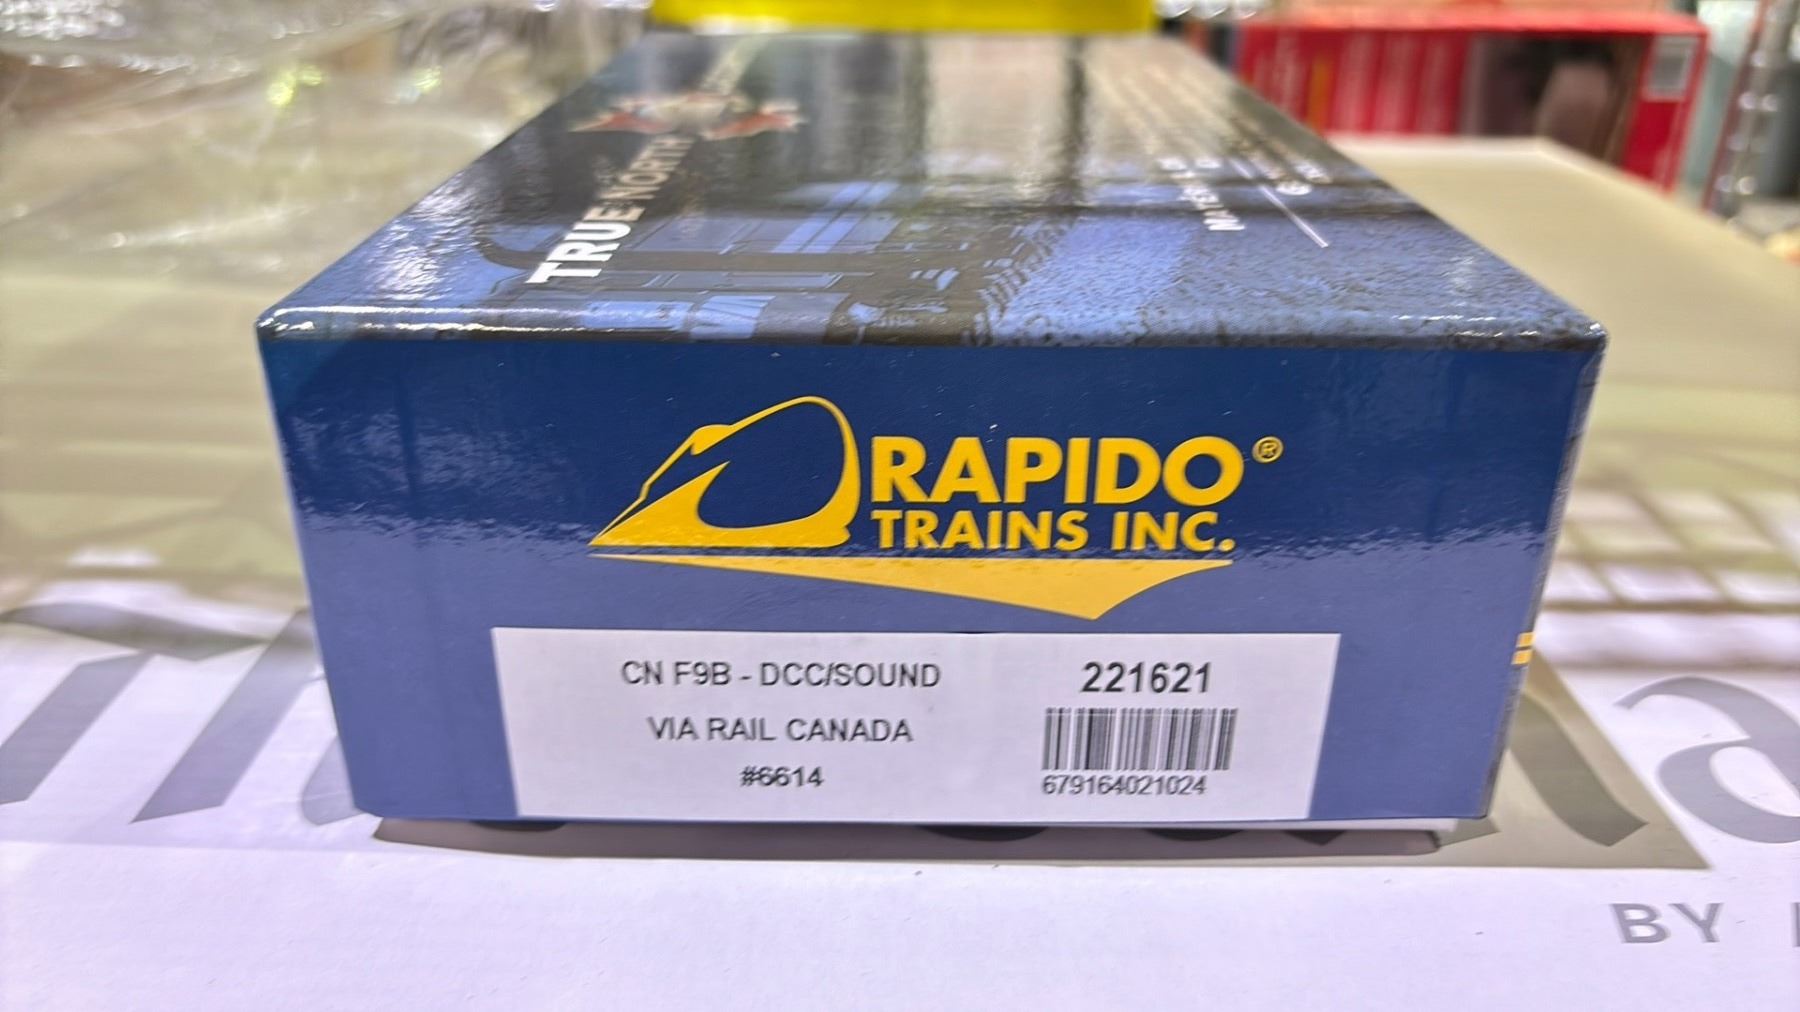 TRUE NORTH
RAPIDO®
TRAINS INC.
CN F9B - DCC/SOUND
VIA RAIL CANADA
#6614
221621
679164021024
BY